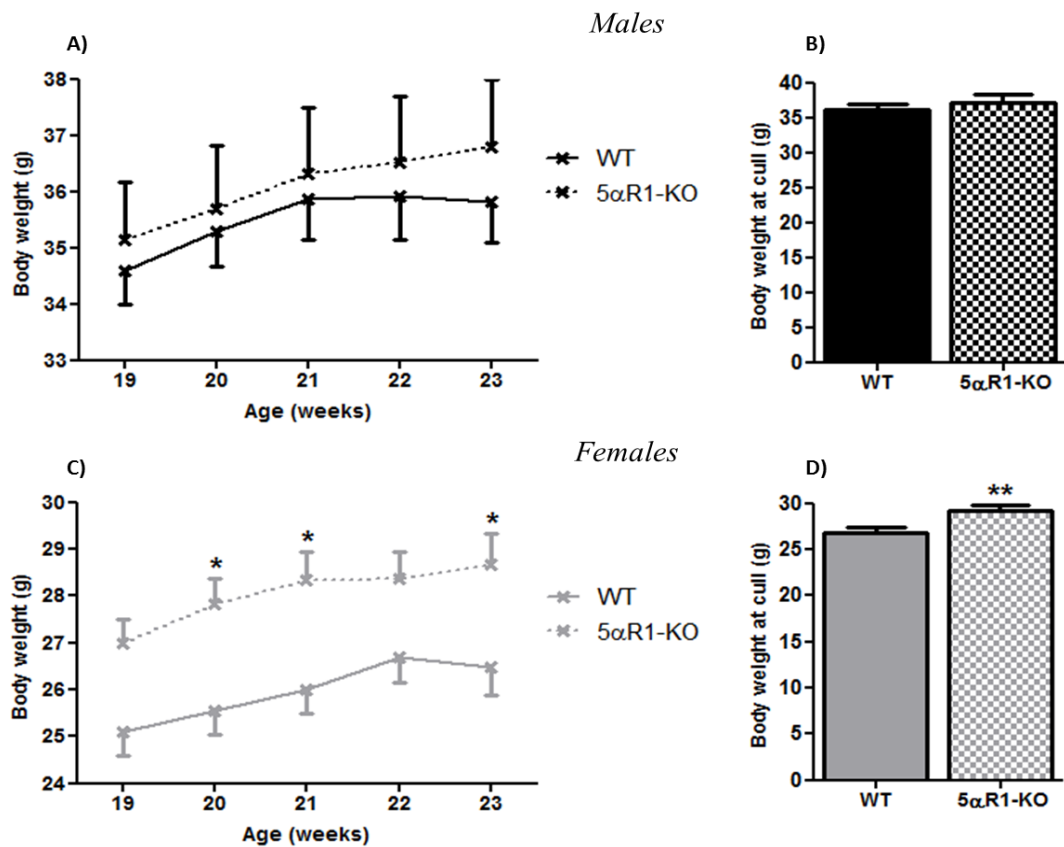 Males
A)
Body weight (g)
38
37
36
35
34
33
19 20 21 22 23
Age (weeks)
WT
5αR1-KO
B)
Body weight at cull (g)
40
35
30
25
20
15
10
5
0
WT 5αR1-KO
Females
C)
Body weight (g)
30
29
28
27
26
25
24
* * *
19 20 21 22 23
Age (weeks)
WT
5αR1-KO
D)
Body weight at cull (g)
30
25
20
15
10
5
0
**
WT 5αR1-KO